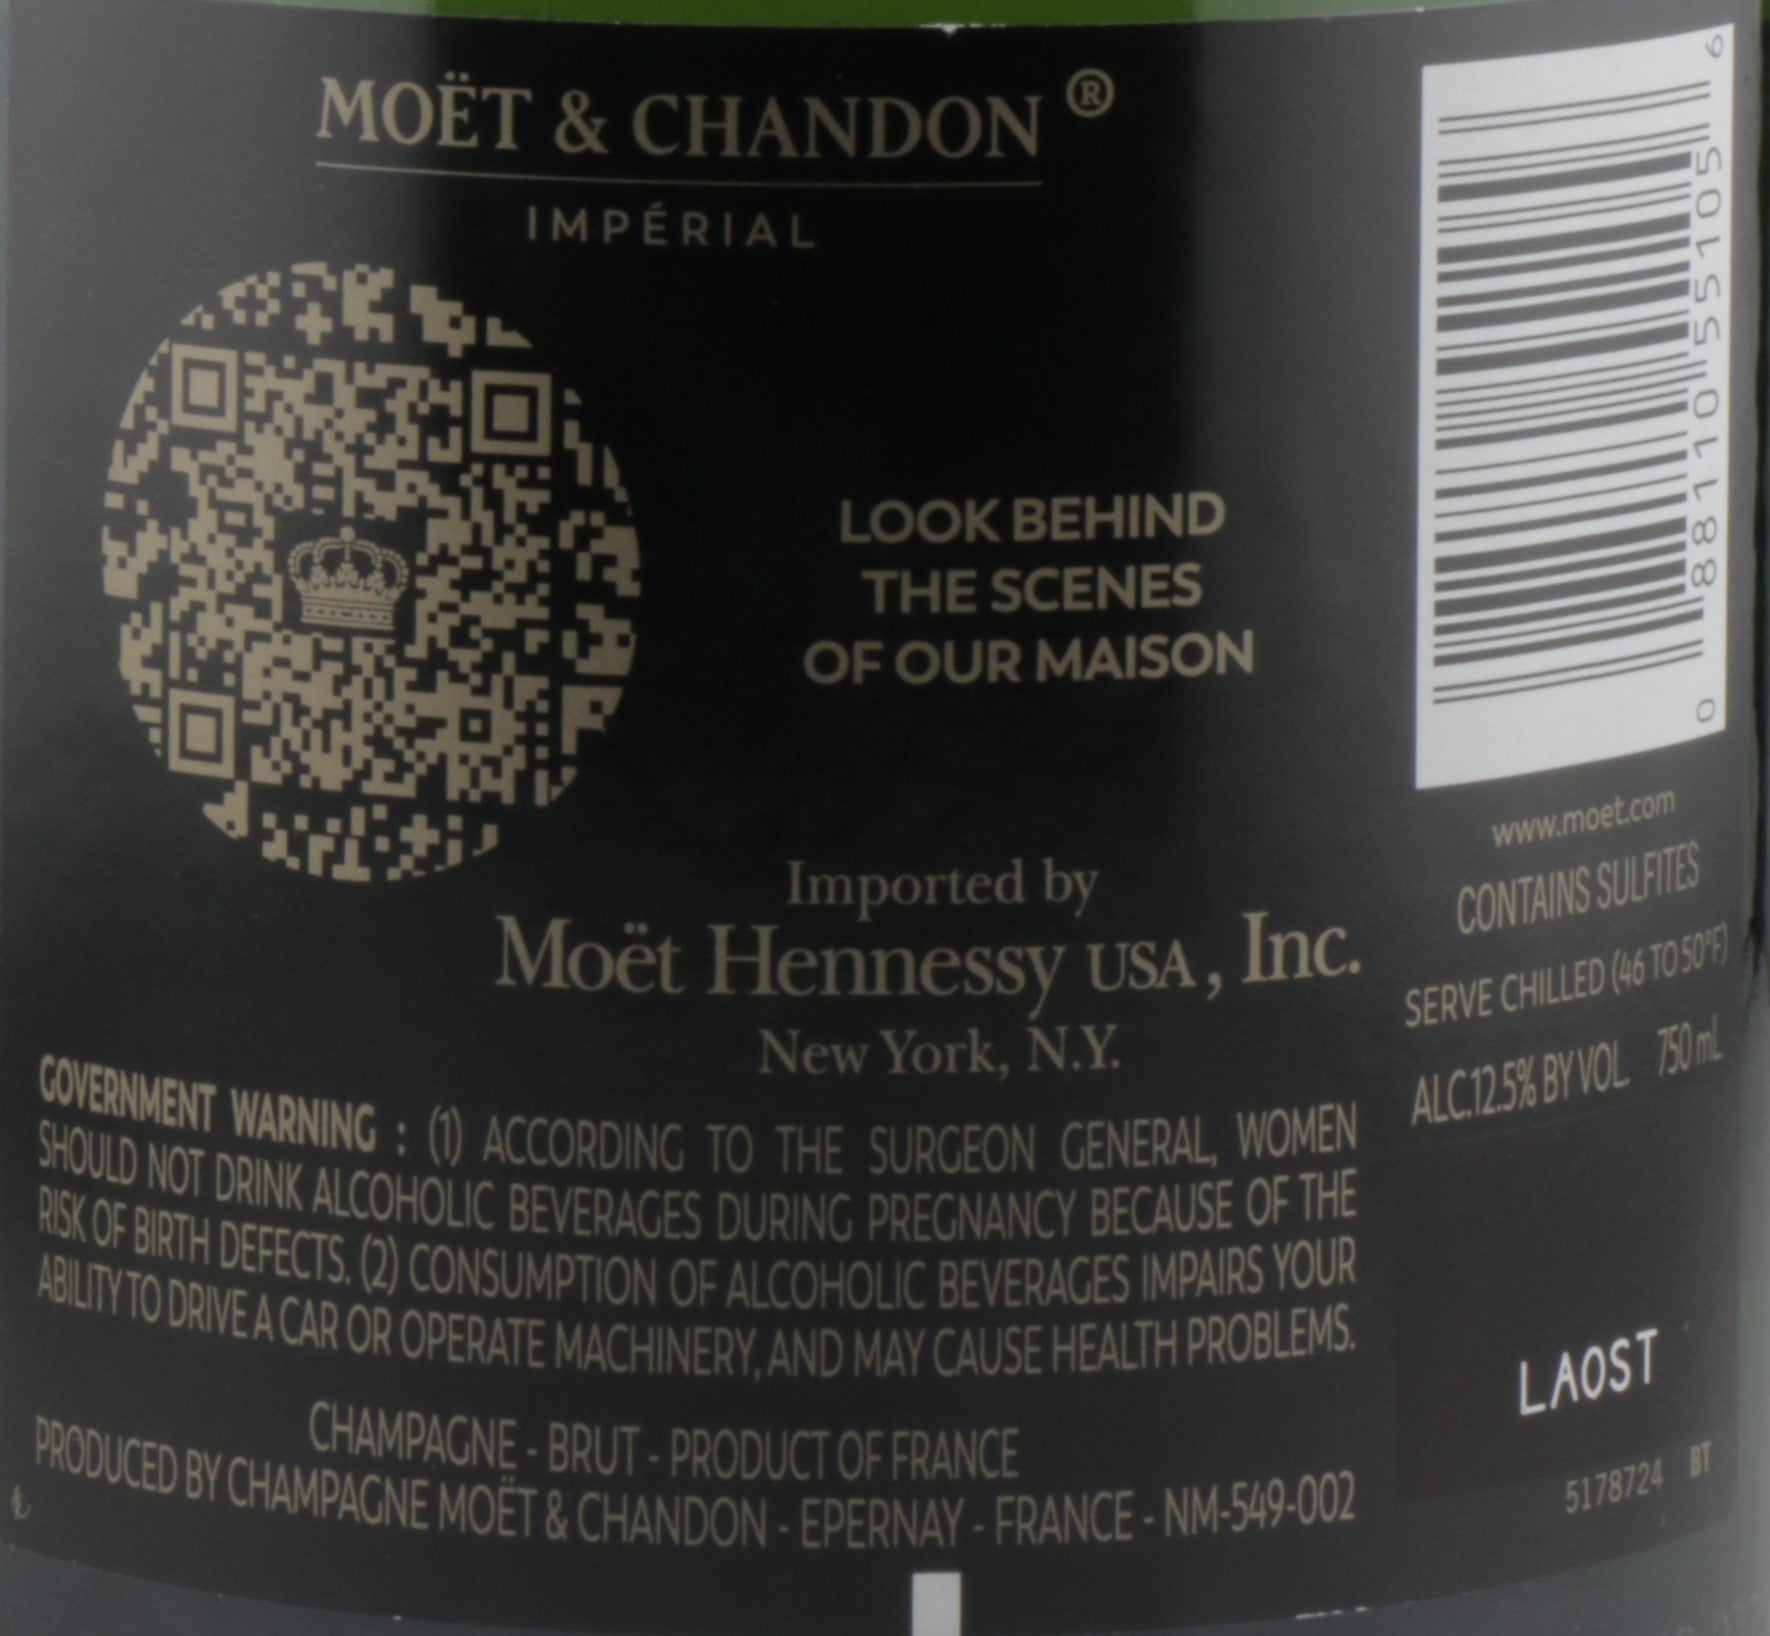 MOËT & CHANDON ®
IMPÉRIAL
LOOK BEHIND
THE SCENES
OF OUR MAISON
Imported by
Moët Hennessy USA, Inc.
New York, N.Y.
GOVERNMENT WARNING : (1) ACCORDING TO THE SURGEON GENERAL, WOMEN
SHOULD NOT DRINK ALCOHOLIC BEVERAGES DURING PREGNANCY BECAUSE OF THE
RISK OF BIRTH DEFECTS. (2) CONSUMPTION OF ALCOHOLIC BEVERAGES IMPAIRS YOUR
ABILITY TO DRIVE A CAR OR OPERATE MACHINERY, AND MAY CAUSE HEALTH PROBLEMS.
CHAMPAGNE - BRUT - PRODUCT OF FRANCE
PRODUCED BY CHAMPAGNE MOËT & CHANDON - EPERNAY - FRANCE - NM-549-002
0 88110 55105 6
www.moet.com
CONTAINS SULFITES
SERVE CHILLED (46 TO 50°F)
ALC.12.5% BY VOL. 750 mL
LAOST
5178724 BT